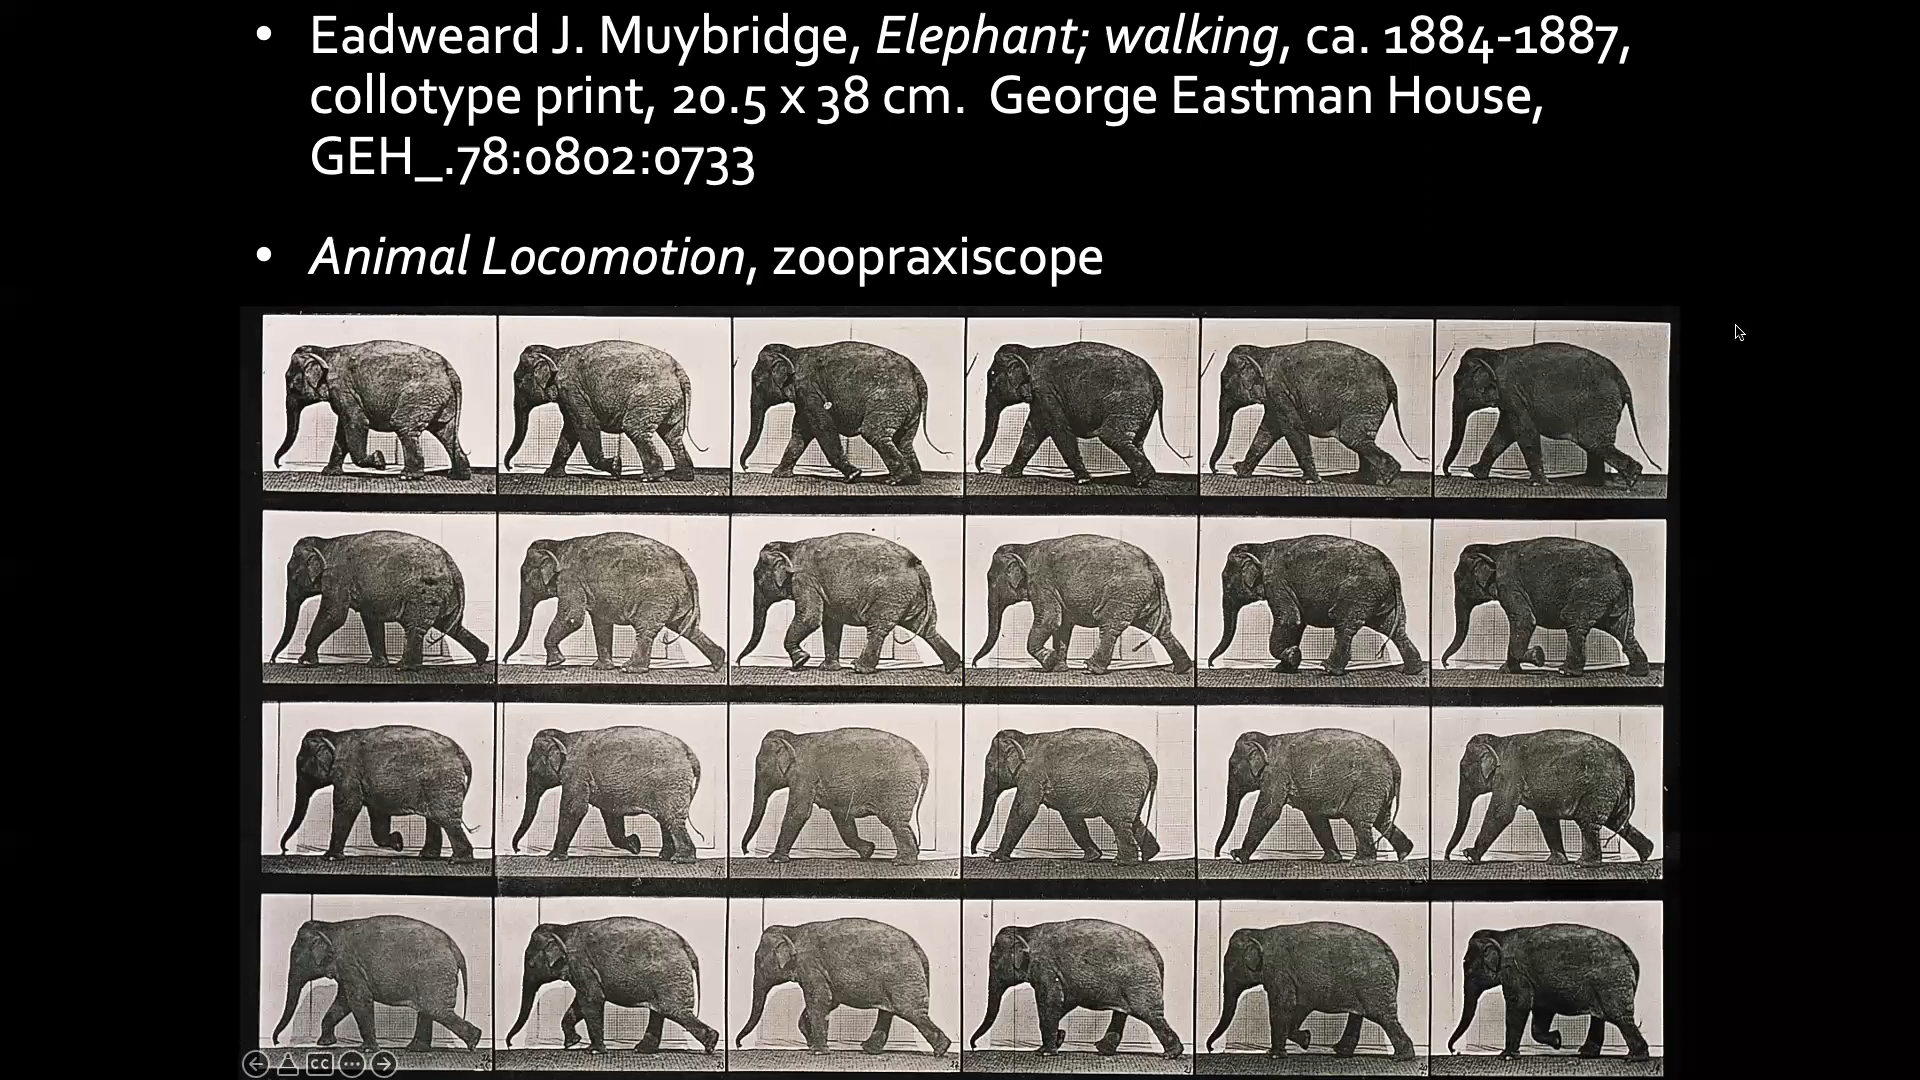 • Eadweard J. Muybridge, Elephant; walking, ca. 1884-1887,
collotype print, 20.5 x 38 cm.  George Eastman House,
GEH_.78:0802:0733
• Animal Locomotion, zoopraxiscope
CC